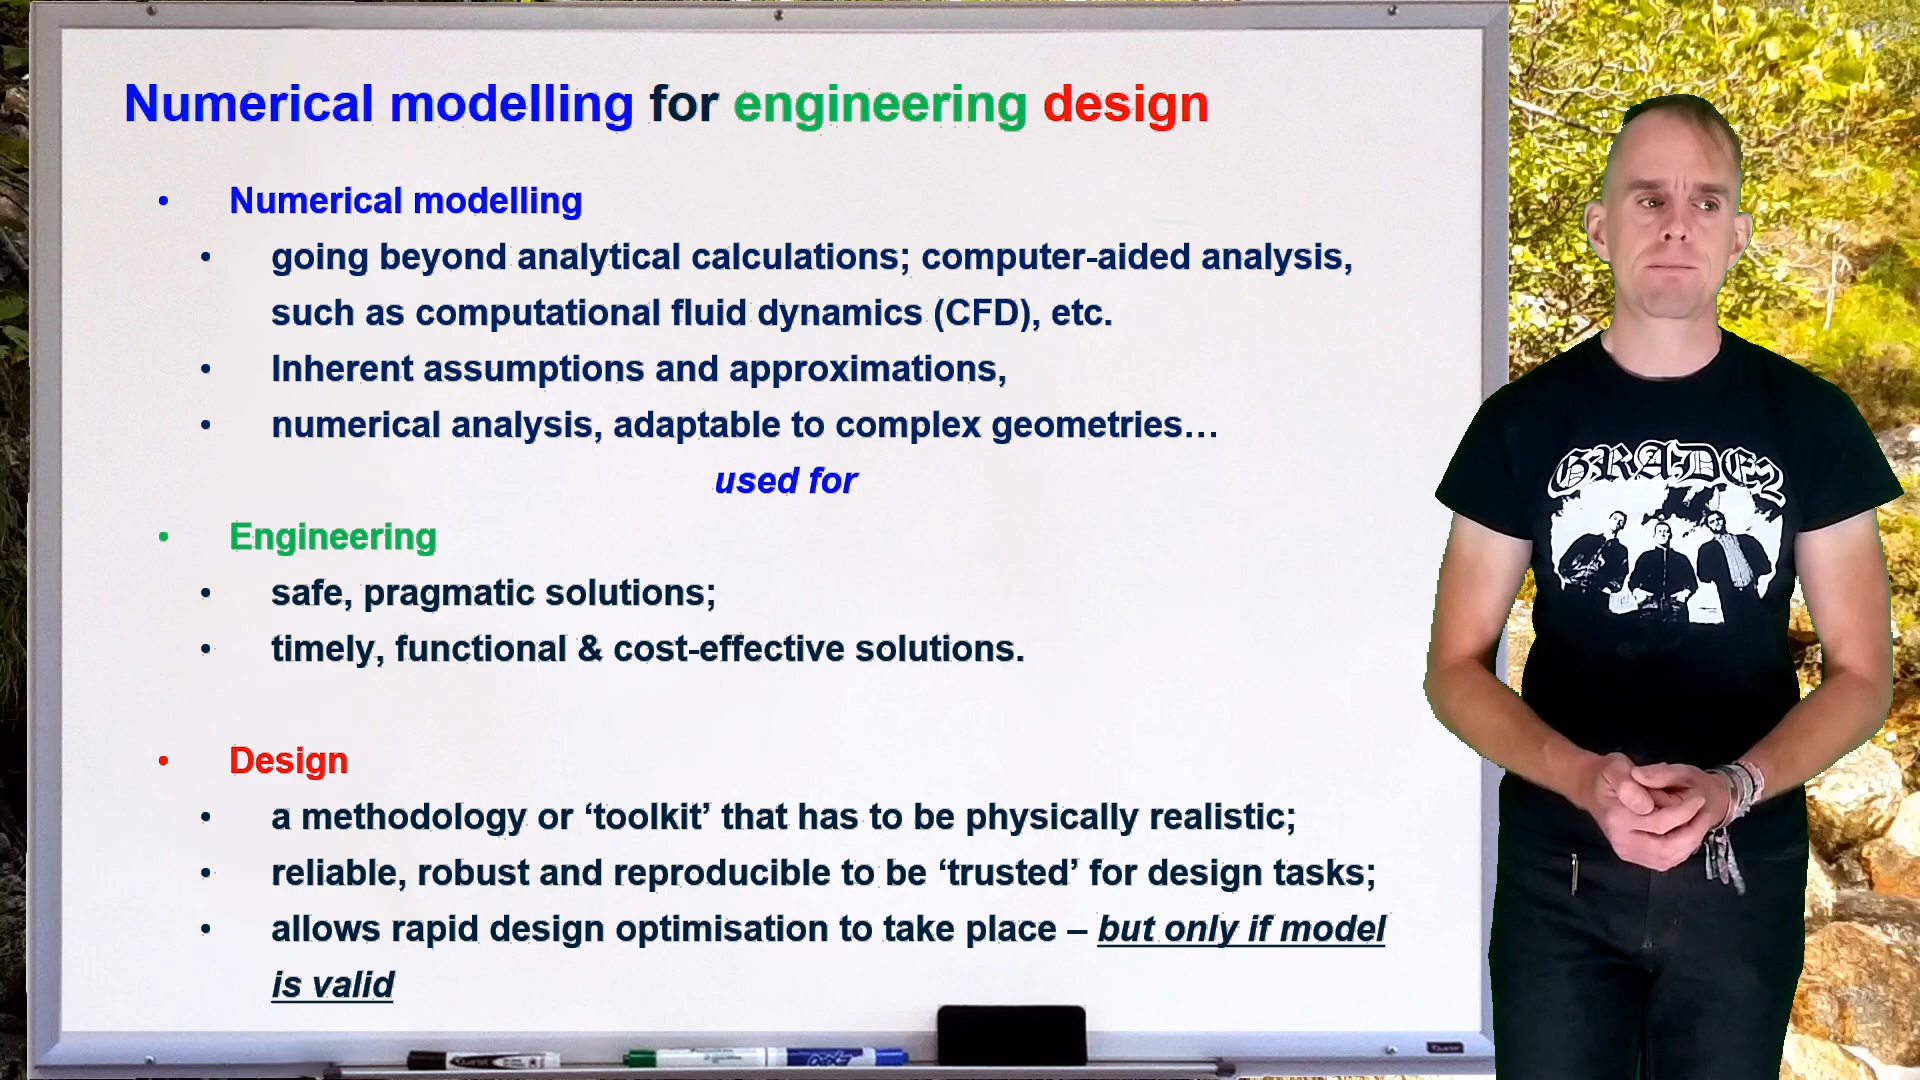 Numerical modelling for engineering design
• Numerical modelling
• going beyond analytical calculations; computer-aided analysis,
such as computational fluid dynamics (CFD), etc.
• Inherent assumptions and approximations,
• numerical analysis, adaptable to complex geometries…
used for
• Engineering
• safe, pragmatic solutions;
• timely, functional & cost-effective solutions.
• Design
• a methodology or ‘toolkit’ that has to be physically realistic;
• reliable, robust and reproducible to be ‘trusted’ for design tasks;
• allows rapid design optimisation to take place – but only if model
is valid
GRADE2